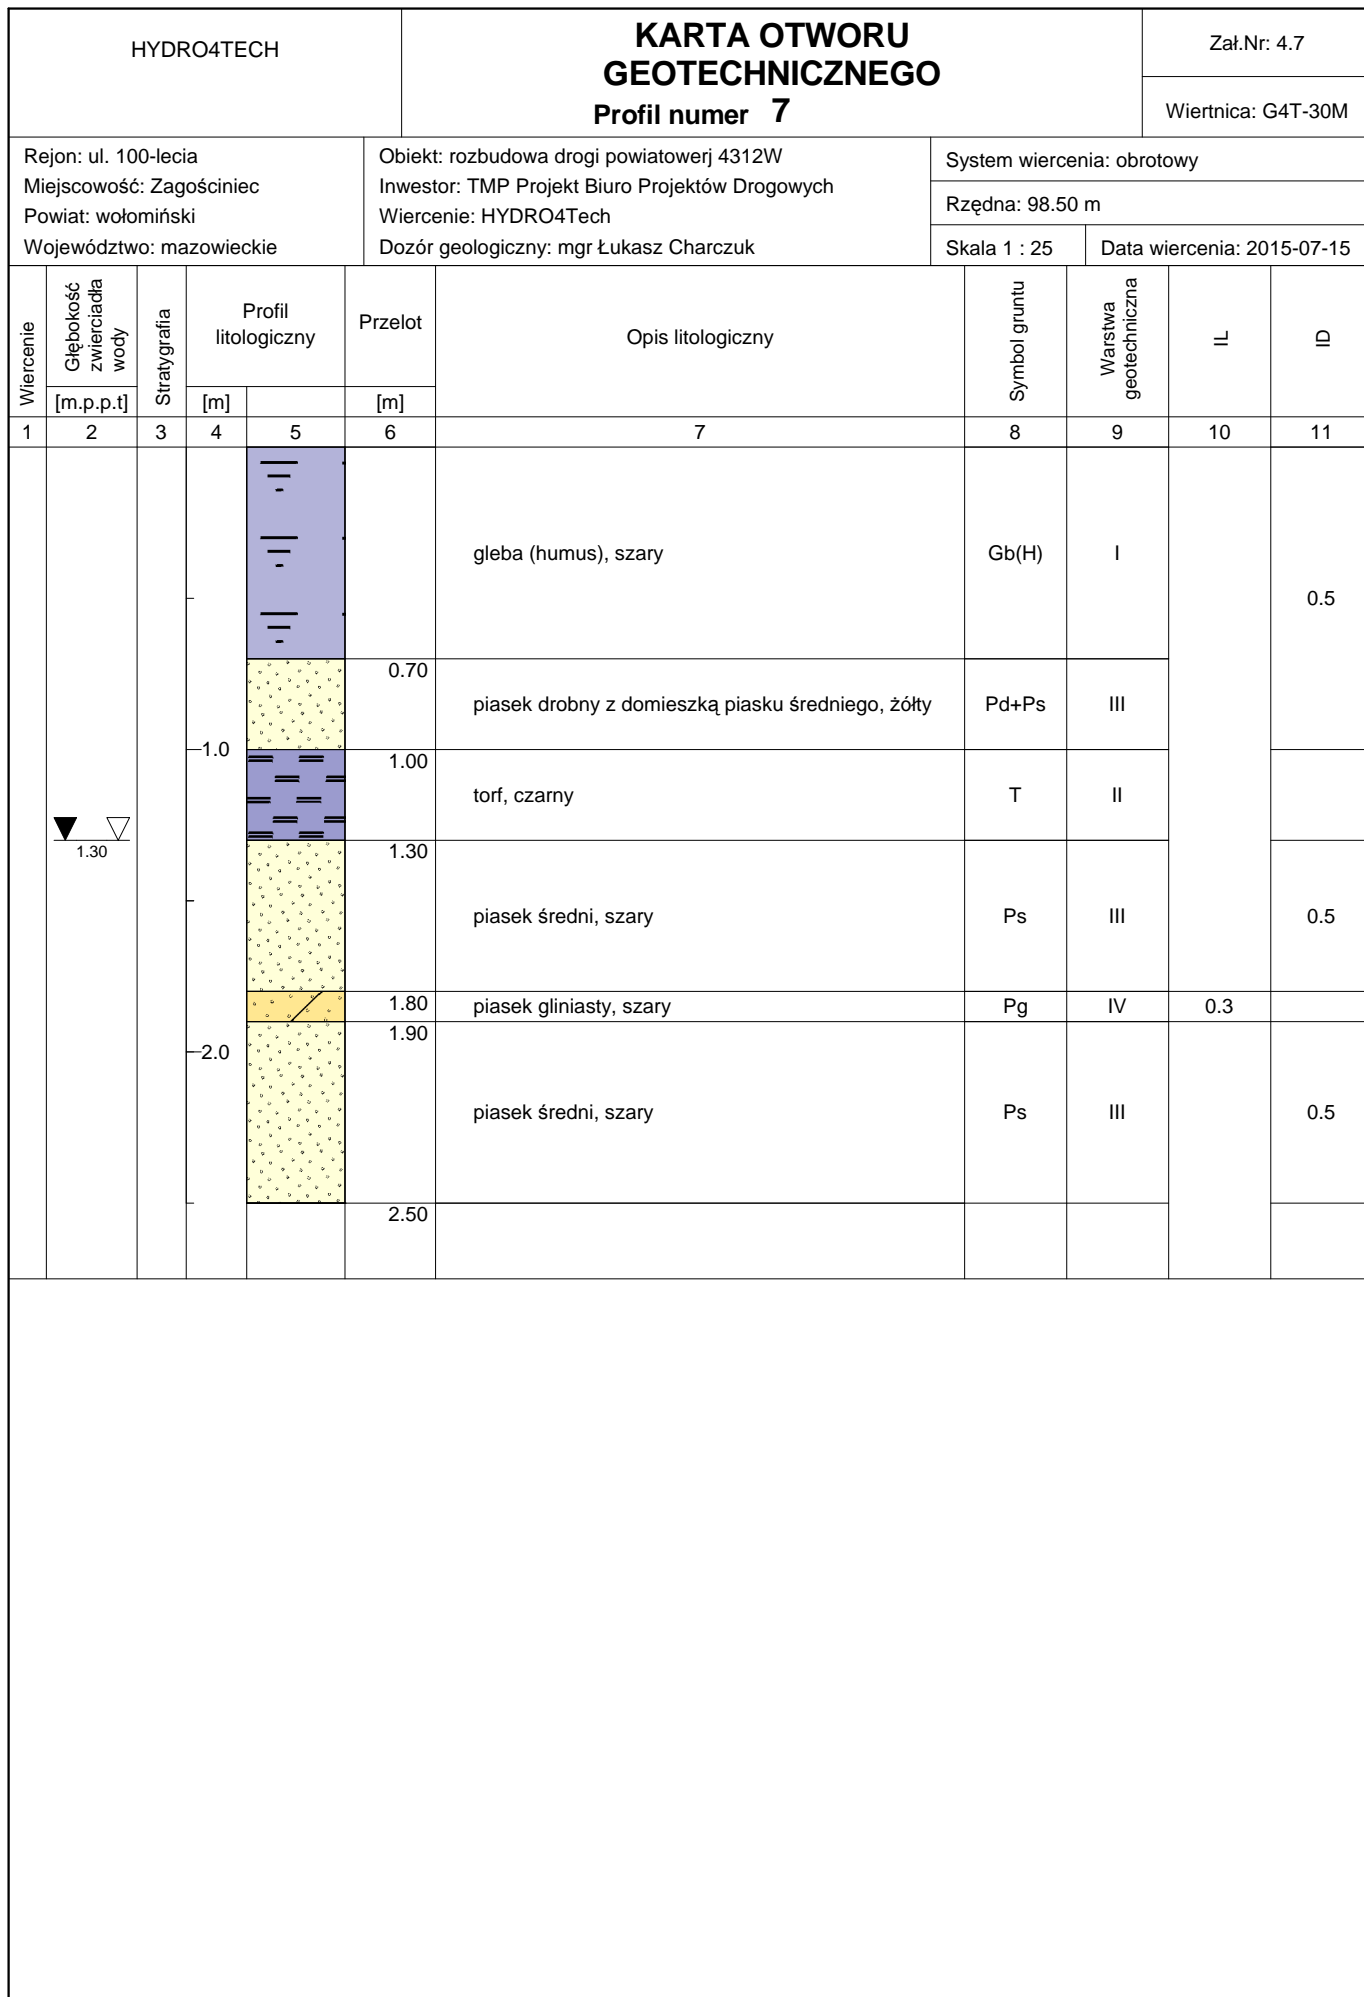 HYDRO4TECH
KARTA OTWORU
GEOTECHNICZNEGO
Profil numer 7
Zał.Nr: 4.7
Wiertnica: G4T-30M
Rejon: ul. 100-lecia
Miejscowość: Zagościniec
Powiat: wołomiński
Województwo: mazowieckie
Obiekt: rozbudowa drogi powiatowerj 4312W
Inwestor: TMP Projekt Biuro Projektów Drogowych
Wiercenie: HYDRO4Tech
Dozór geologiczny: mgr Łukasz Charczuk
System wiercenia: obrotowy
Rzędna: 98.50 m
Skala 1 : 25
Data wiercenia: 2015-07-15
Wiercenie
Głębokość
zwierciadła
wody
[m.p.p.t]
Stratygrafia
Profil
litologiczny
[m]
Przelot
[m]
Opis litologiczny
Symbol gruntu
Warstwa
geotechniczna
IL
ID
1 2 3 4 5 6 7 8 9 10 11
gleba (humus), szary Gb(H) I
0.5
0.70
piasek drobny z domieszką piasku średniego, żółty Pd+Ps III
1.0
1.00
torf, czarny T II
1.30
1.30
piasek średni, szary Ps III 0.5
1.80 piasek gliniasty, szary Pg IV 0.3
1.90
2.0
piasek średni, szary Ps III 0.5
2.50